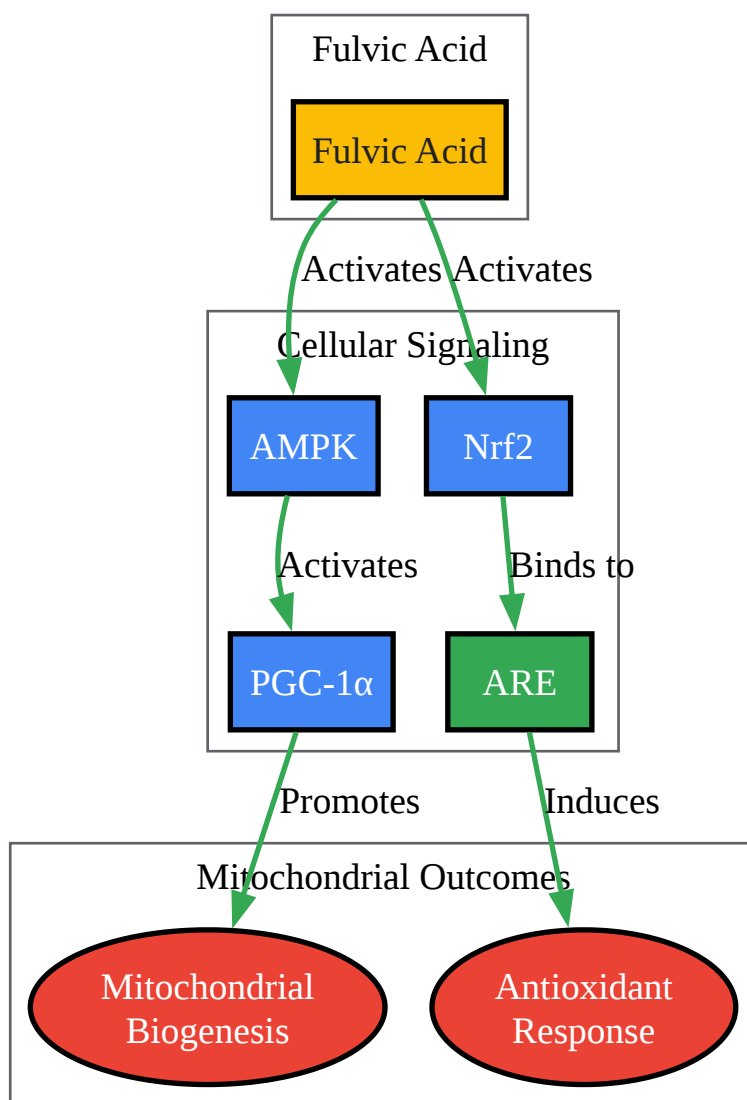 Fulvic Acid
Fulvic Acid
Activates Activates
Cellular Signaling
AMPK
Nrf2
Activates
Binds to
PGC-1α
ARE
Promotes
Induces
Mitochondrial Outcomes
Mitochondrial
Biogenesis
Antioxidant
Response